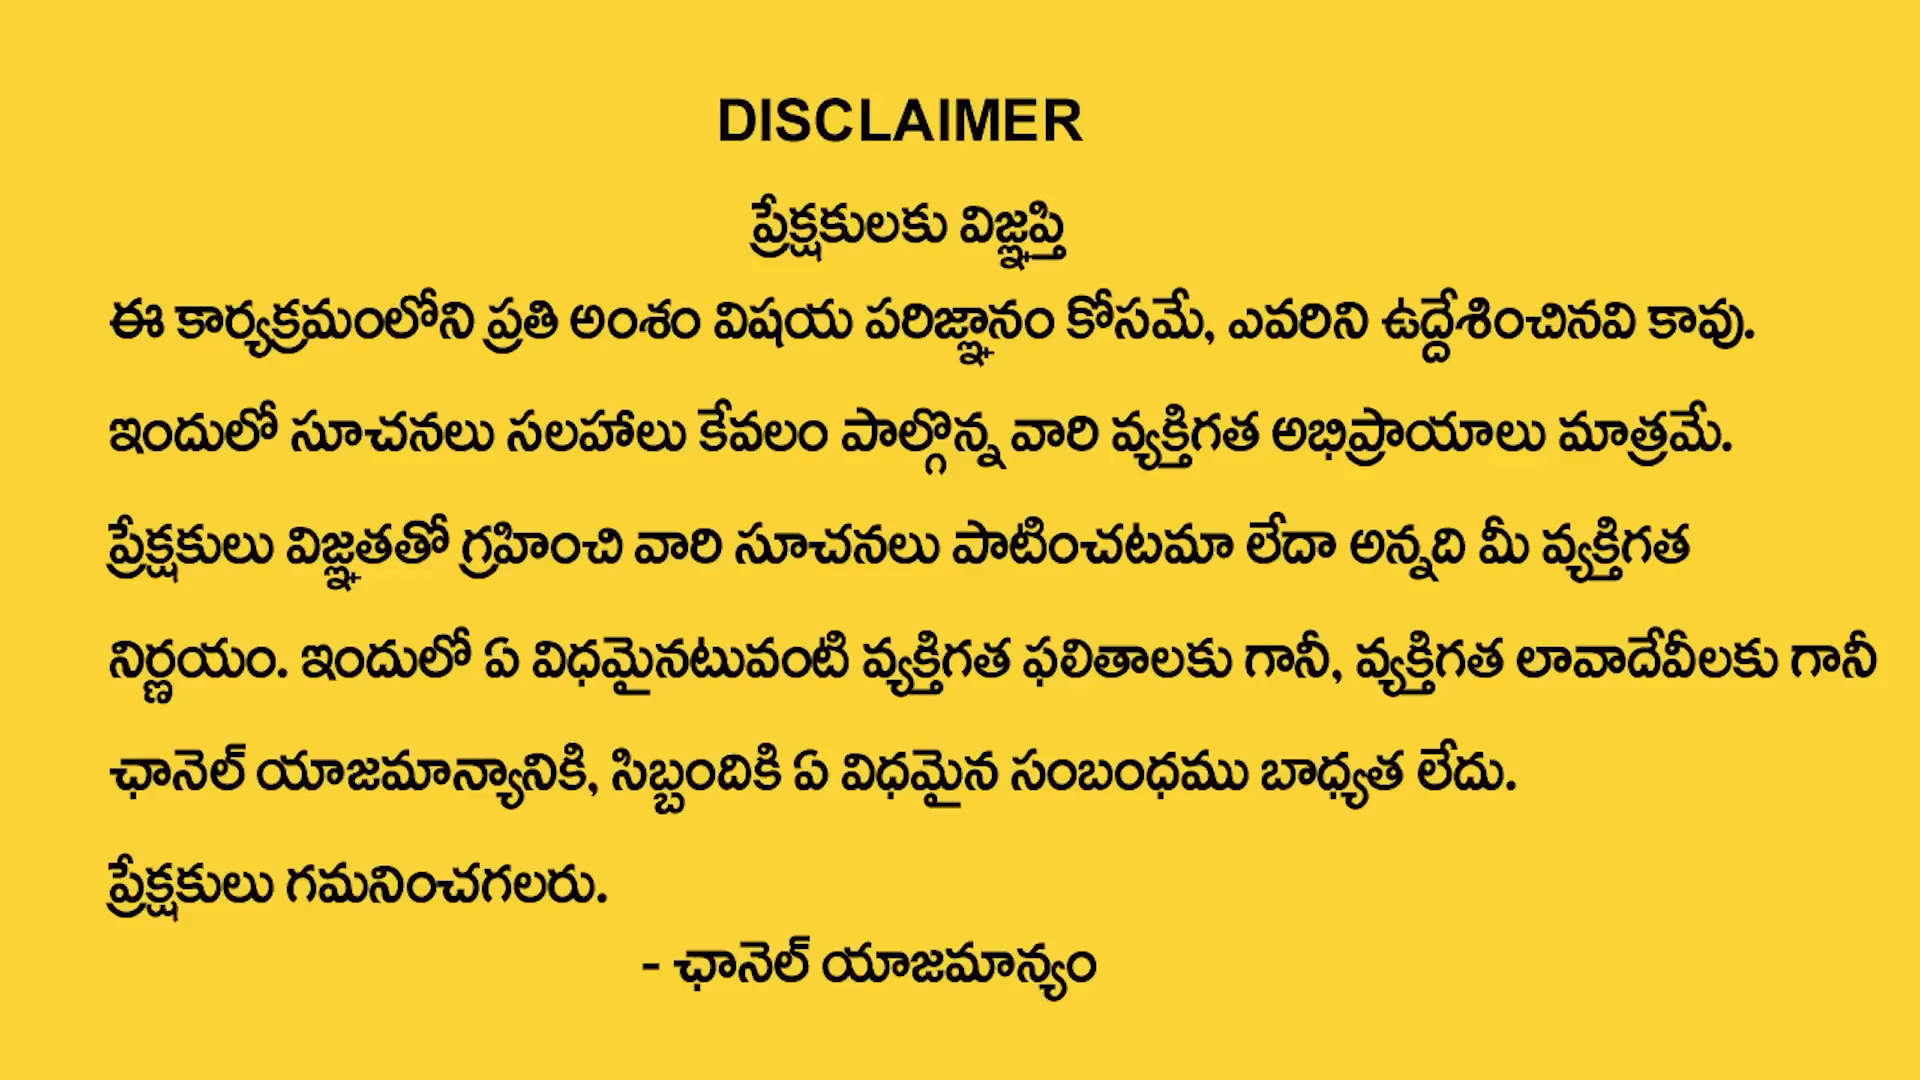 DISCLAIMER
ప్రేక్షకులకు విజ్ఞప్తి
ఈ కార్యక్రమంలోని ప్రతి అంశం విషయ పరిజ్ఞానం కోసమే, ఎవరిని ఉద్దేశించినవి కావు.
ఇందులో సూచనలు సలహాలు కేవలం పాల్గొన్న వారి వ్యక్తిగత అభిప్రాయాలు మాత్రమే.
ప్రేక్షకులు విజ్ఞతతో గ్రహించి వారి సూచనలు పాటించటమా లేదా అన్నది మీ వ్యక్తిగత
నిర్ణయం. ఇందులో ఏ విధమైనటువంటి వ్యక్తిగత ఫలితాలకు గానీ, వ్యక్తిగత లావాదేవీలకు గానీ
ఛానెల్ యాజమాన్యానికి, సిబ్బందికి ఏ విధమైన సంబంధము బాధ్యత లేదు.
ప్రేక్షకులు గమనించగలరు.
- ఛానెల్ యాజమాన్యం